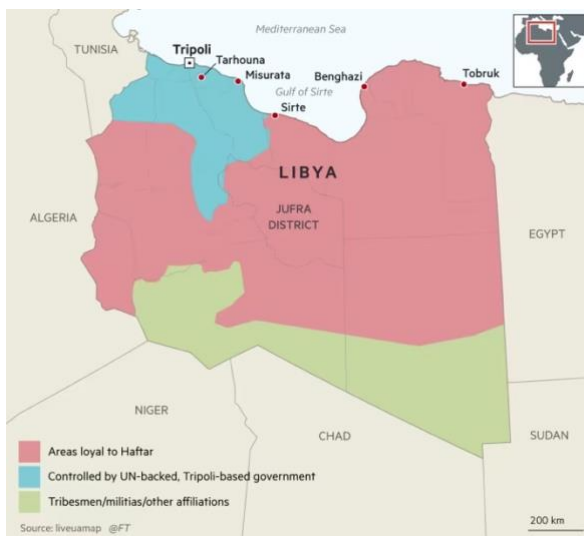 Mediterranean Sea
TUNISIA
Tripoli
Tarhouna
Misurata
Benghazi
Tobruk
Gulf of Sirte
Sirte
LIBYA
JUFRA
DISTRICT
ALGERIA
EGYPT
NIGER
CHAD
SUDAN
Areas loyal to Haftar
Controlled by UN-backed, Tripoli-based government
Tribesmen/militias/other affiliations
Source: liveuamap @FT
200 km